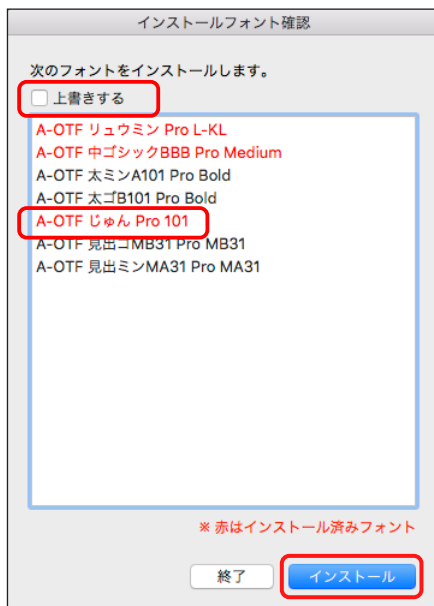 インストールフォント確認
次のフォントをインストールします。
上書きする
A-OTF リュウミン Pro L-KL
A-OTF 中ゴシックBBB Pro Medium
A-OTF 太ミンA101 Pro Bold
A-OTF 太ゴB101 Pro Bold
A-OTF じゅん Pro 101
A-OTF 見出ゴMB31 Pro MB31
A-OTF 見出ミンMA31 Pro MA31
※ 赤はインストール済みフォント
終了
インストール